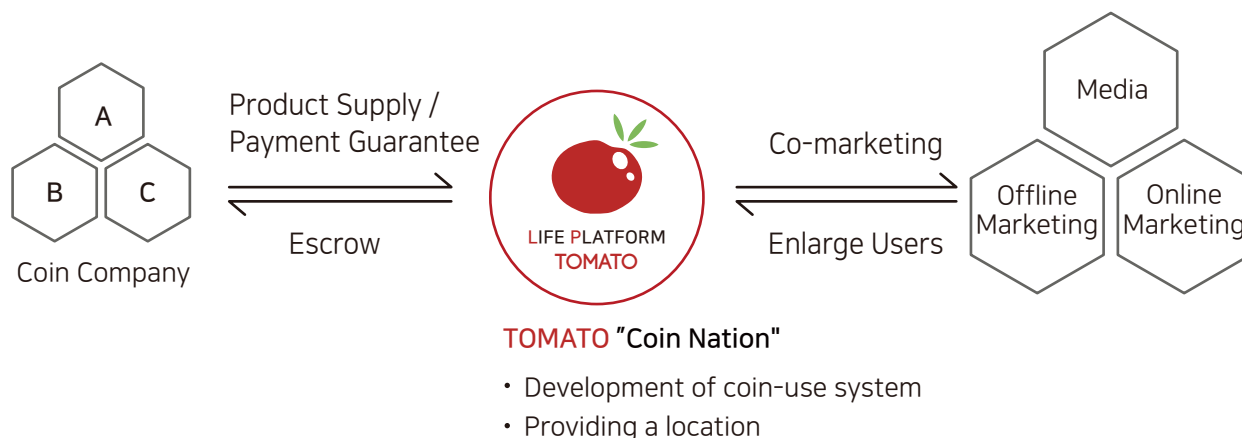 A
B
C
Coin Company
Product Supply /
Payment Guarantee
Escrow
LIFE PLATFORM
TOMATO
Co-marketing
Enlarge Users
Media
Offline
Marketing
Online
Marketing
TOMATO "Coin Nation"
• Development of coin-use system
• Providing a location